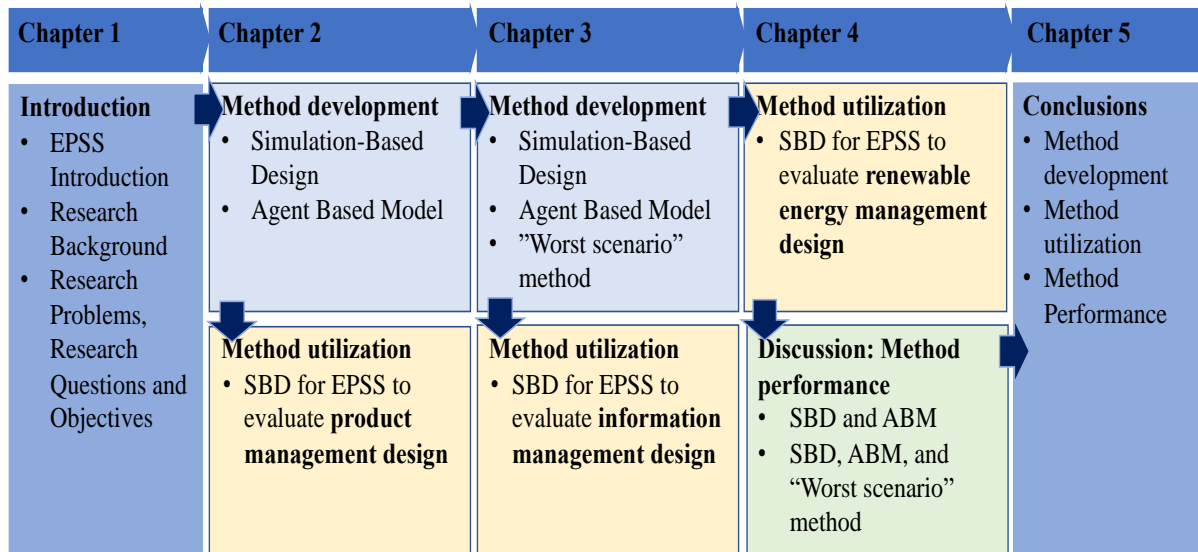 Chapter 1
Chapter 2
Chapter 3
Chapter 4
Chapter 5
Introduction
• EPSS
Introduction
• Research
Background
• Research
Problems,
Research
Questions and
Objectives
Method development
• Simulation-Based
Design
• Agent Based Model
Method utilization
• SBD for EPSS to
evaluate product
management design
Method development
• Simulation-Based
Design
• Agent Based Model
• ”Worst scenario”
method
Method utilization
• SBD for EPSS to
evaluate information
management design
Method utilization
• SBD for EPSS to
evaluate renewable
energy management
design
Discussion: Method
performance
• SBD and ABM
• SBD, ABM, and
“Worst scenario”
method
Conclusions
• Method
development
• Method
utilization
• Method
Performance